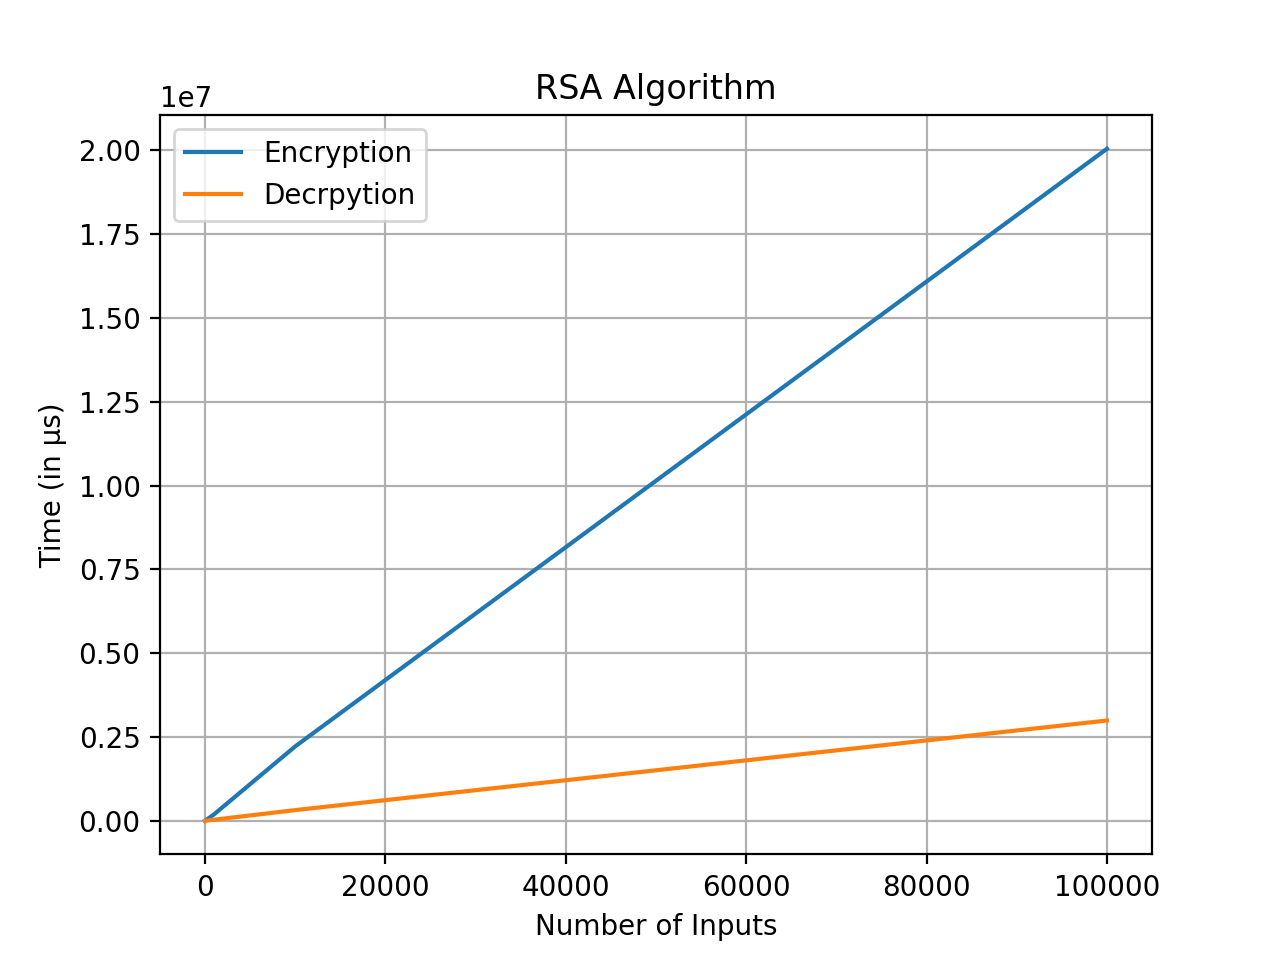 RSA Algorithm
1e7
Encryption
Decrpytion
2.00
1.75
1.50
1.25
1.00
0.75
0.50
0.25
0.00
Time (in µs)
0 20000 40000 60000 80000 100000
Number of Inputs